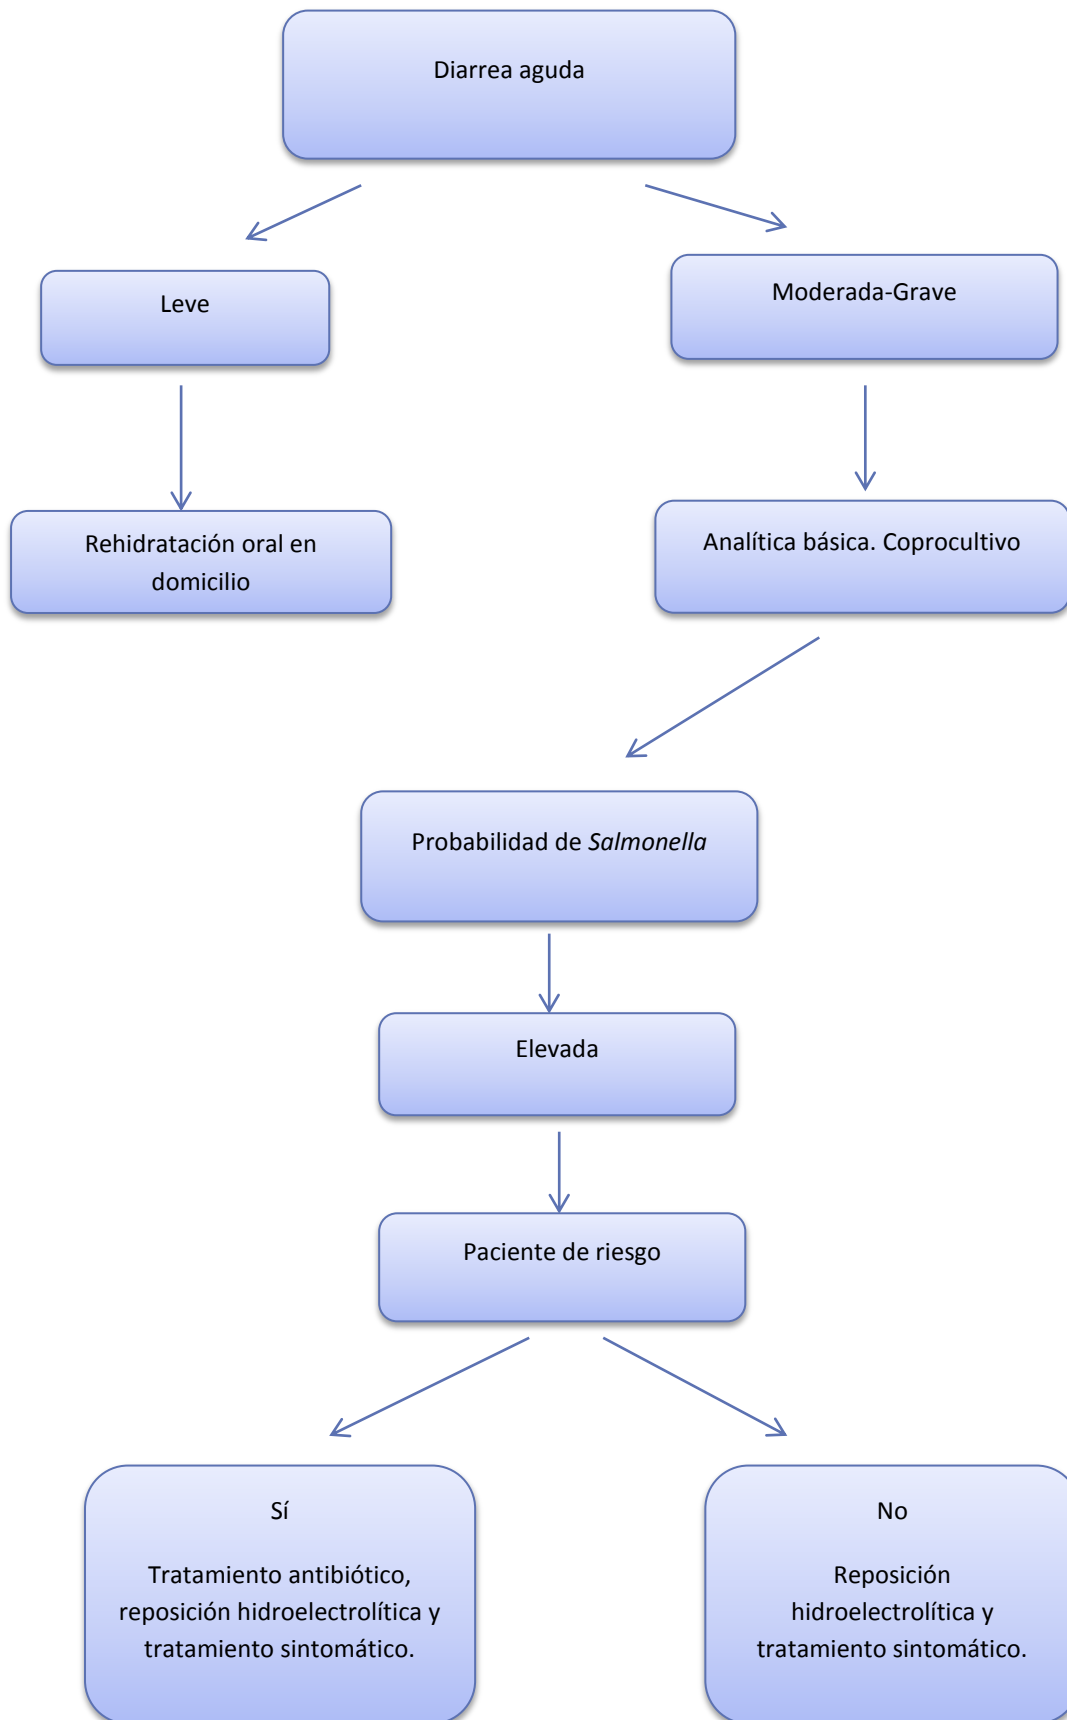 Diarrea aguda
Leve
Moderada-Grave
Rehidratación oral en
domicilio
Analítica básica. Coprocultivo
Probabilidad de Salmonella
Elevada
Paciente de riesgo
Sí
Tratamiento antibiótico,
reposición hidroelectrolítica y
tratamiento sintomático.
No
Reposición
hidroelectrolítica y
tratamiento sintomático.